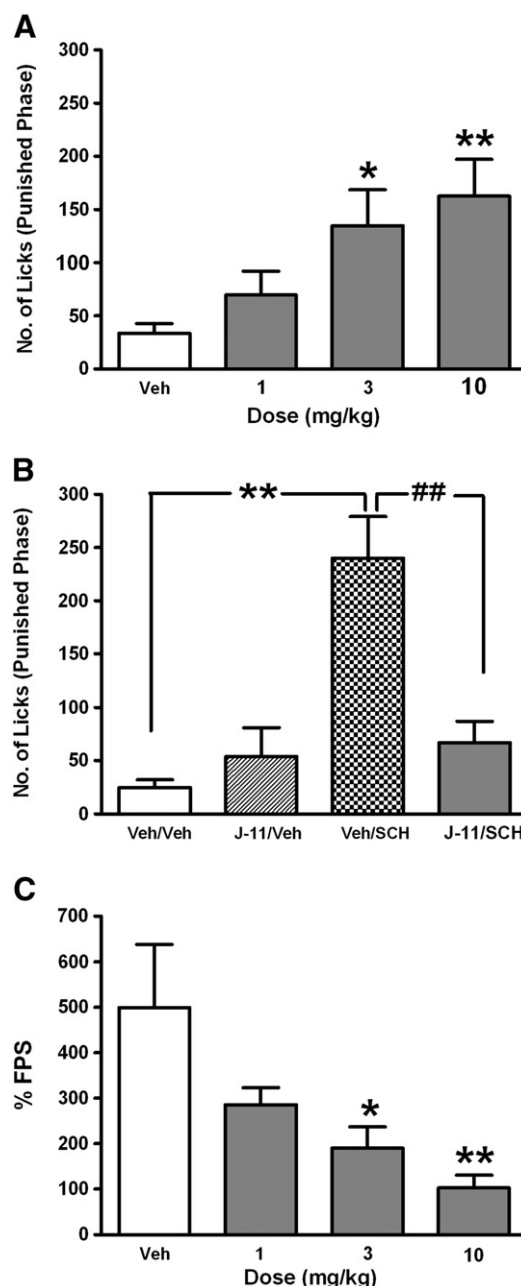 A
No. of Licks (Punished Phase)
300
250
200
150
100
50
0
*
**
Veh 1 3 10
Dose (mg/kg)
B
No. of Licks (Punished Phase)
300
250
200
150
100
50
0
** ##
Veh/Veh J-11/Veh Veh/SCH J-11/SCH
C
% FPS
700
600
500
400
300
200
100
0
*
**
Veh 1 3 10
Dose (mg/kg)